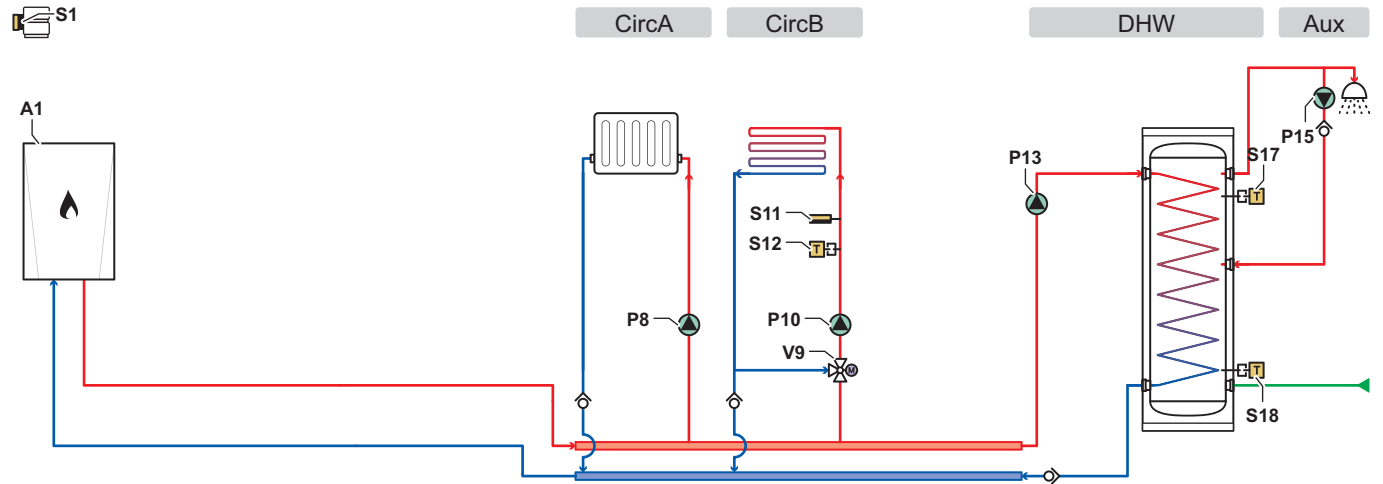 S1
CircA
CircB
DHW
Aux
A1
P15
S17
P13
S11
T
S12
T
P8
P10
V9
M
T
S18